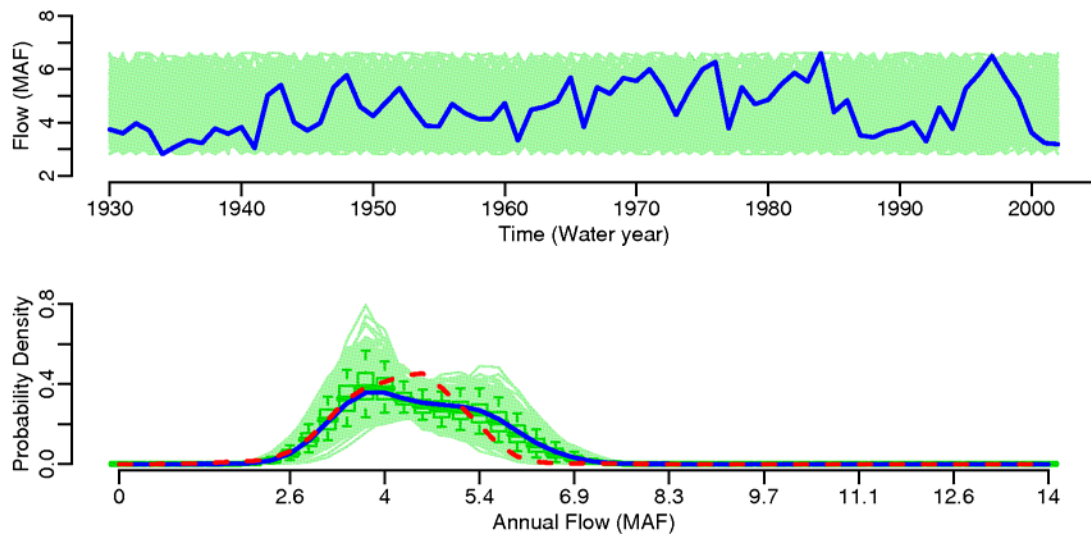 Flow (MAF)
8
6
4
2
1930 1940 1950 1960 1970 1980 1990 2000
Time (Water year)
Probability Density
0.8
0.4
0.0
0 2.6 4 5.4 6.9 8.3 9.7 11.1 12.6 14
Annual Flow (MAF)